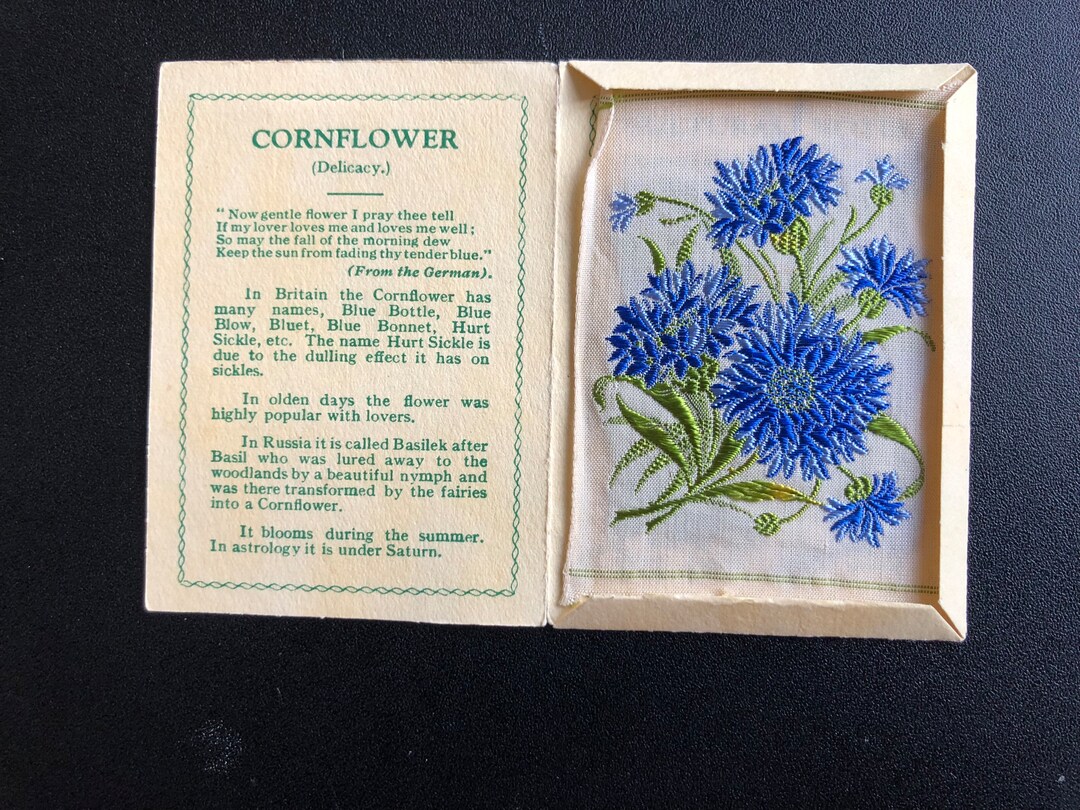 CORNFLOWER
(Delicacy.)
" Now gentle flower I pray thee tell
If my lover loves me and loves me well;
So may the fall of the morning dew
Keep the sun from fading thy tender blue."
(From the German).
In Britain the Cornflower has
many names, Blue Bottle, Blue
Blow, Bluet, Blue Bonnet, Hurt
Sickle, etc. The name Hurt Sickle is
due to the dulling effect it has on
sickles.
In olden days the flower was
highly popular with lovers.
In Russia it is called Basilek after
Basil who was lured away to the
woodlands by a beautiful nymph and
was there transformed by the fairies
into a Cornflower.
It blooms during the summer.
In astrology it is under Saturn.